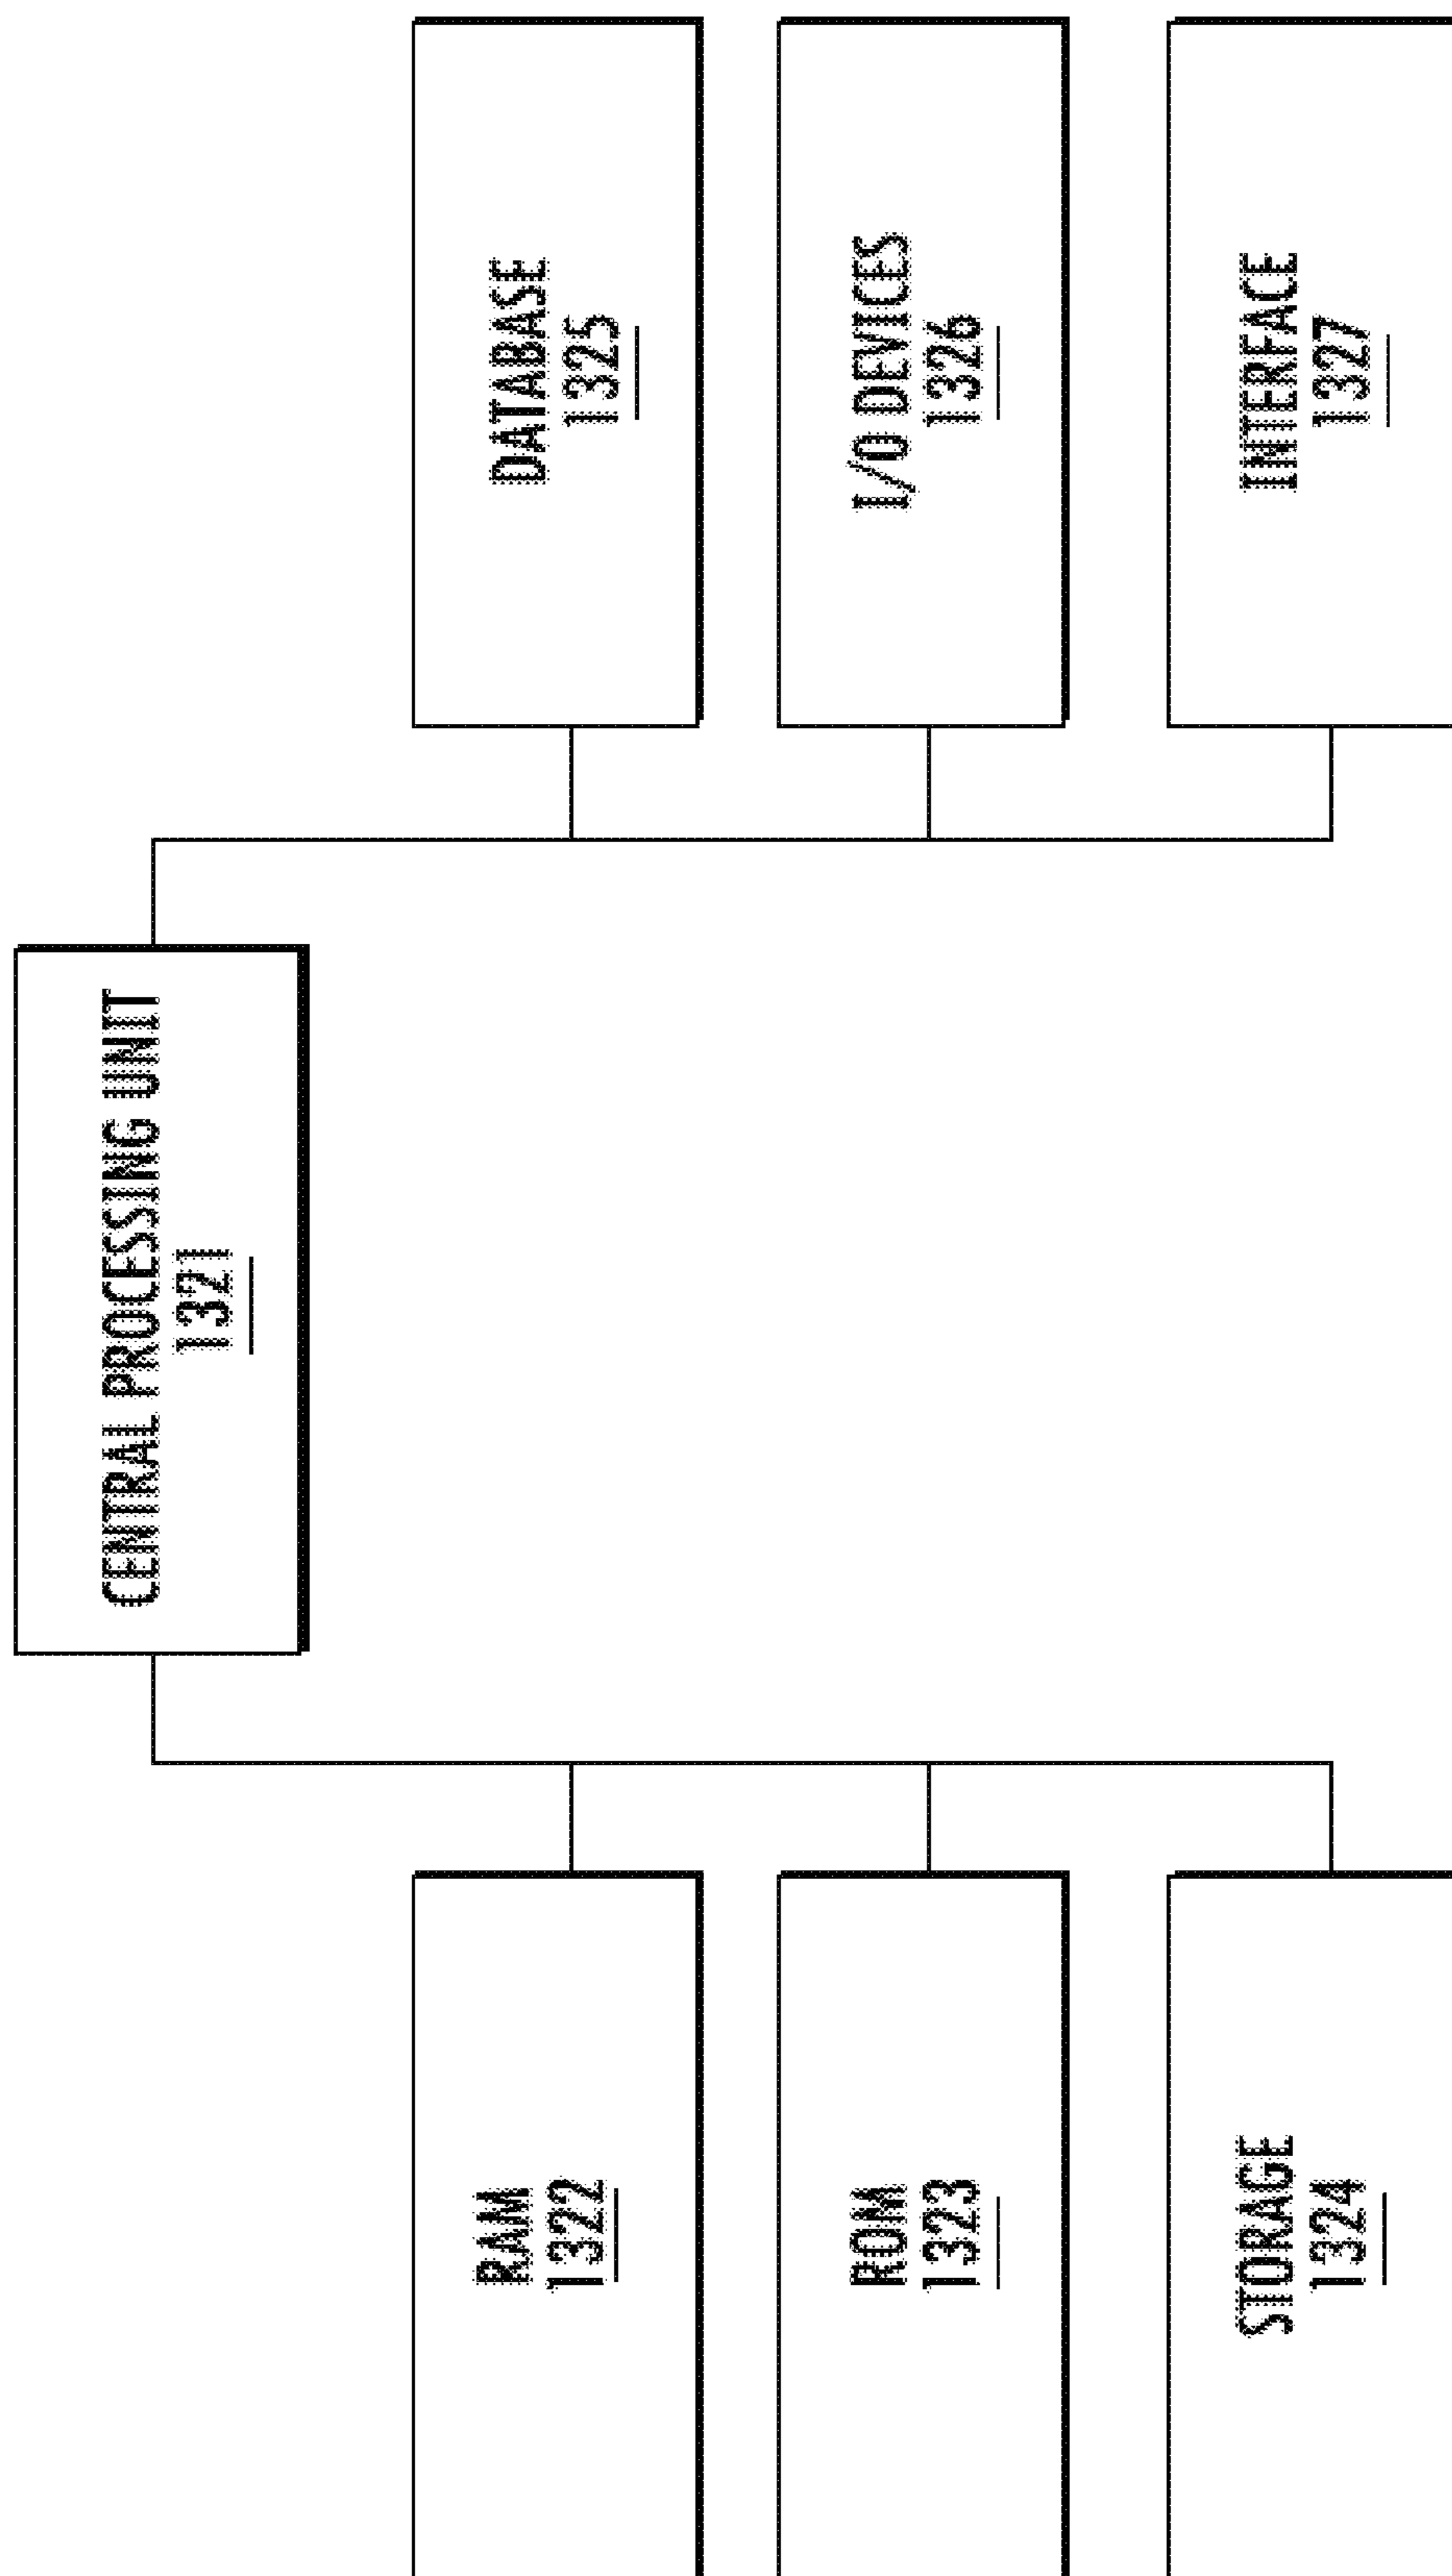 CENTRAL PROCESSING UNIT
1321
RAM
1322
DATABASE
1325
ROM
1323
I/O DEVICES
1326
STORAGE
1324
INTERFACE
1327